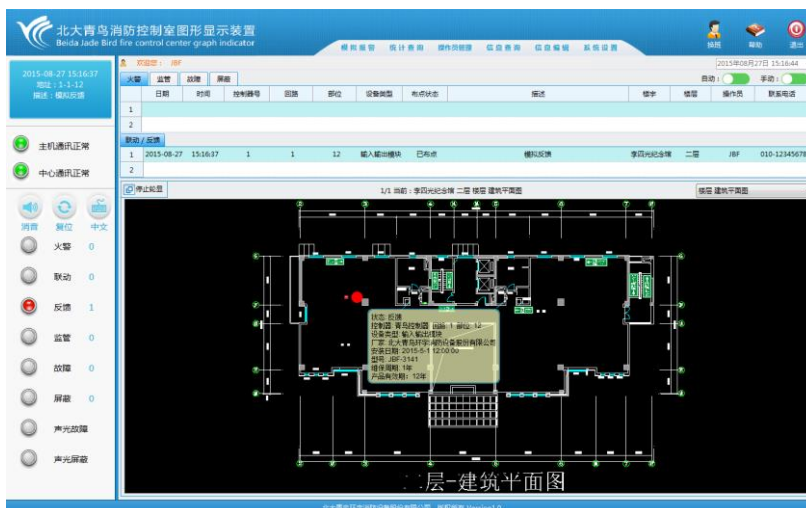 北大青鸟消防控制室图形显示装置
Beida Jade Bird fire control center graph indicator
模拟报警 统计查询 操作员管理 信息查询 信息编辑 系统设置
换班 帮助 退出
欢迎您: JBF
2015年08月27日 15:16:44
2015-08-27 15:16:37
地址:1-1-12
描述:模拟反馈
火警 监管 故障 屏蔽
自动: 手动:
日期 时间 控制器号 回路 部位 设备类型 布点状态 描述 楼宇 楼层 操作员 联系电话
1
2
联动/反馈
1 2015-08-27 15:16:37 1 1 12 输入输出模块 已布点 模拟反馈 李四光纪念馆 二层 JBF 010-12345678
2
主机通讯正常
中心通讯正常
停止轮显
1/1 当前:李四光纪念馆 二层 楼层 建筑平面图
楼层 建筑平面图
消音 复位 中文
火警 0
联动 0
反馈 1
监管 0
故障 0
屏蔽 0
声光故障
声光屏蔽
状态:反馈
控制器:青鸟控制器 回路:1 部位:12
设备类型:输入输出模块
厂家:北大青鸟环宇消防设备股份有限公司
安装日期:2015-5-1 12:00:00
型号:JBF-3141
维保周期:1年
产品有效期:12年
层-建筑平面图